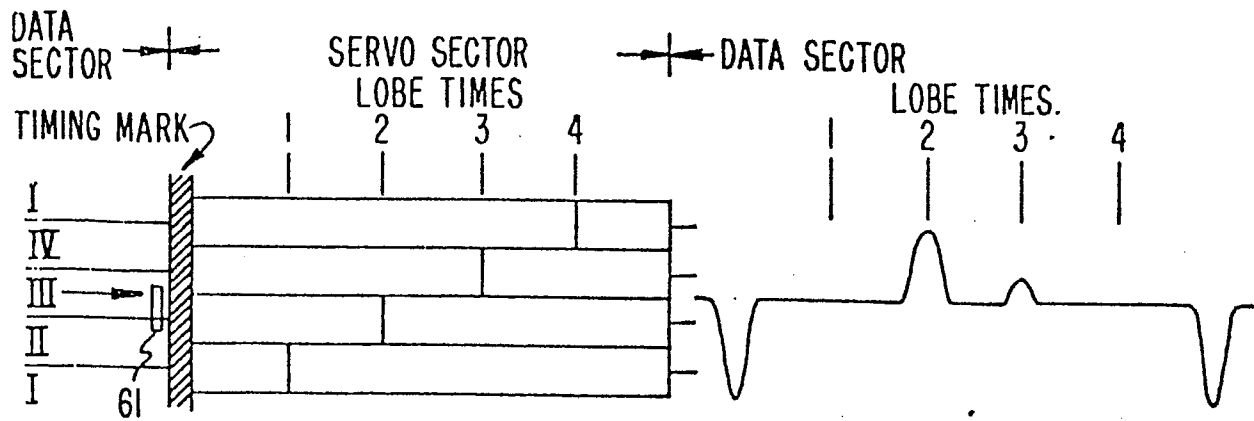 DATA
SECTOR
SERVO SECTOR
LOBE TIMES
DATA SECTOR
LOBE TIMES.
TIMING MARK
1 2 3 4
1 2 3 4
I
IV
III
II
I
61